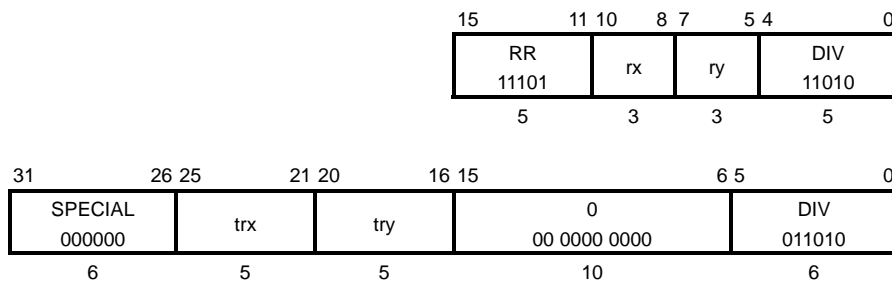 15 11 10 8 7 5 4 0
RR rx ry DIV
11101 11010
5 3 3 5
31 26 25 21 20 16 15 6 5 0
SPECIAL trx try 0 DIV
000000 00 0000 0000 011010
6 5 5 10 6